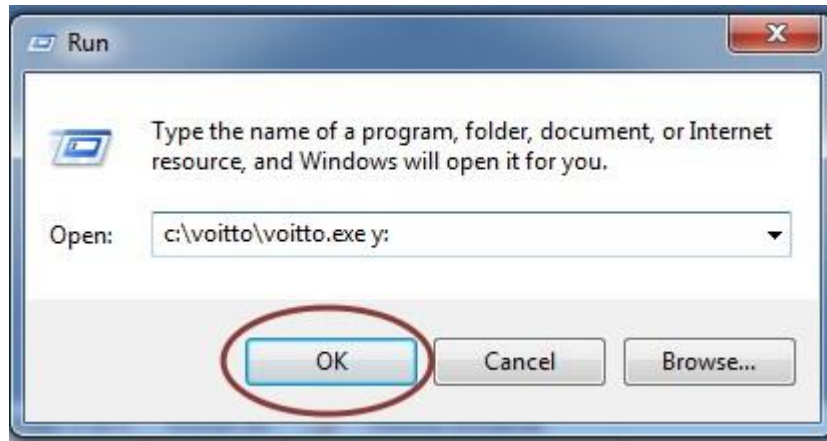 Run
Type the name of a program, folder, document, or Internet
resource, and Windows will open it for you.
Open: c:\voitto\voitto.exe y:
OK Cancel Browse...